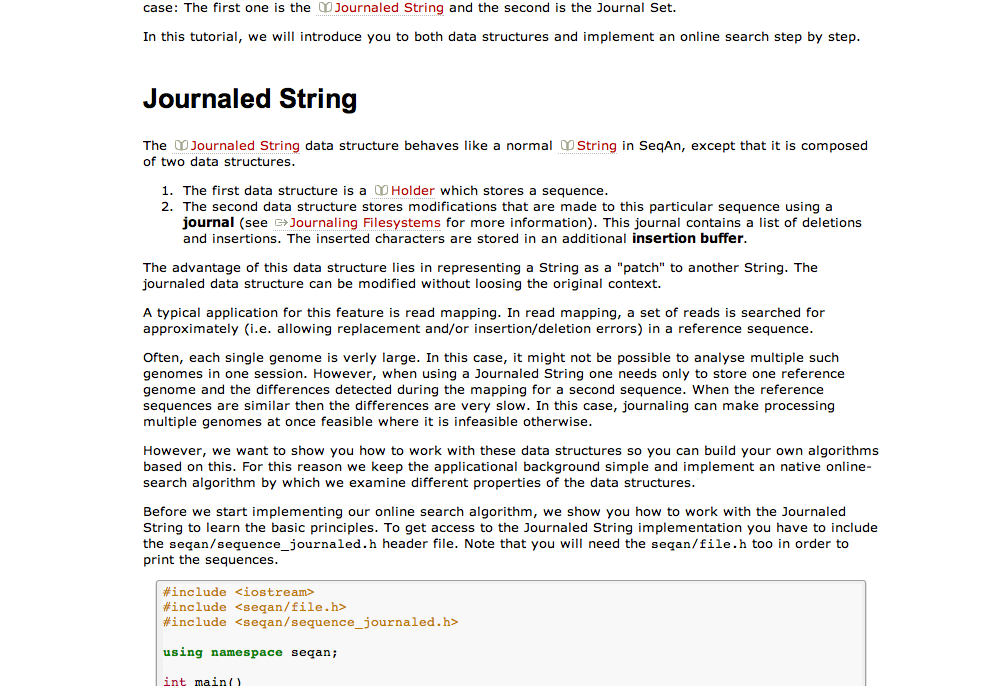 case: The first one is the Journaled String and the second is the Journal Set.
In this tutorial, we will introduce you to both data structures and implement an online search step by step.
Journaled String
The Journaled String data structure behaves like a normal String in SeqAn, except that it is composed
of two data structures.
1. The first data structure is a Holder which stores a sequence.
2. The second data structure stores modifications that are made to this particular sequence using a
journal (see Journaling Filesystems for more information). This journal contains a list of deletions
and insertions. The inserted characters are stored in an additional insertion buffer.
The advantage of this data structure lies in representing a String as a "patch" to another String. The
journaled data structure can be modified without loosing the original context.
A typical application for this feature is read mapping. In read mapping, a set of reads is searched for
approximately (i.e. allowing replacement and/or insertion/deletion errors) in a reference sequence.
Often, each single genome is verly large. In this case, it might not be possible to analyse multiple such
genomes in one session. However, when using a Journaled String one needs only to store one reference
genome and the differences detected during the mapping for a second sequence. When the reference
sequences are similar then the differences are very slow. In this case, journaling can make processing
multiple genomes at once feasible where it is infeasible otherwise.
However, we want to show you how to work with these data structures so you can build your own algorithms
based on this. For this reason we keep the applicational background simple and implement an native online-
search algorithm by which we examine different properties of the data structures.
Before we start implementing our online search algorithm, we show you how to work with the Journaled
String to learn the basic principles. To get access to the Journaled String implementation you have to include
the seqan/sequence_journaled.h header file. Note that you will need the seqan/file.h too in order to
print the sequences.
#include <iostream>
#include <seqan/file.h>
#include <seqan/sequence_journaled.h>
using namespace seqan;
int main()